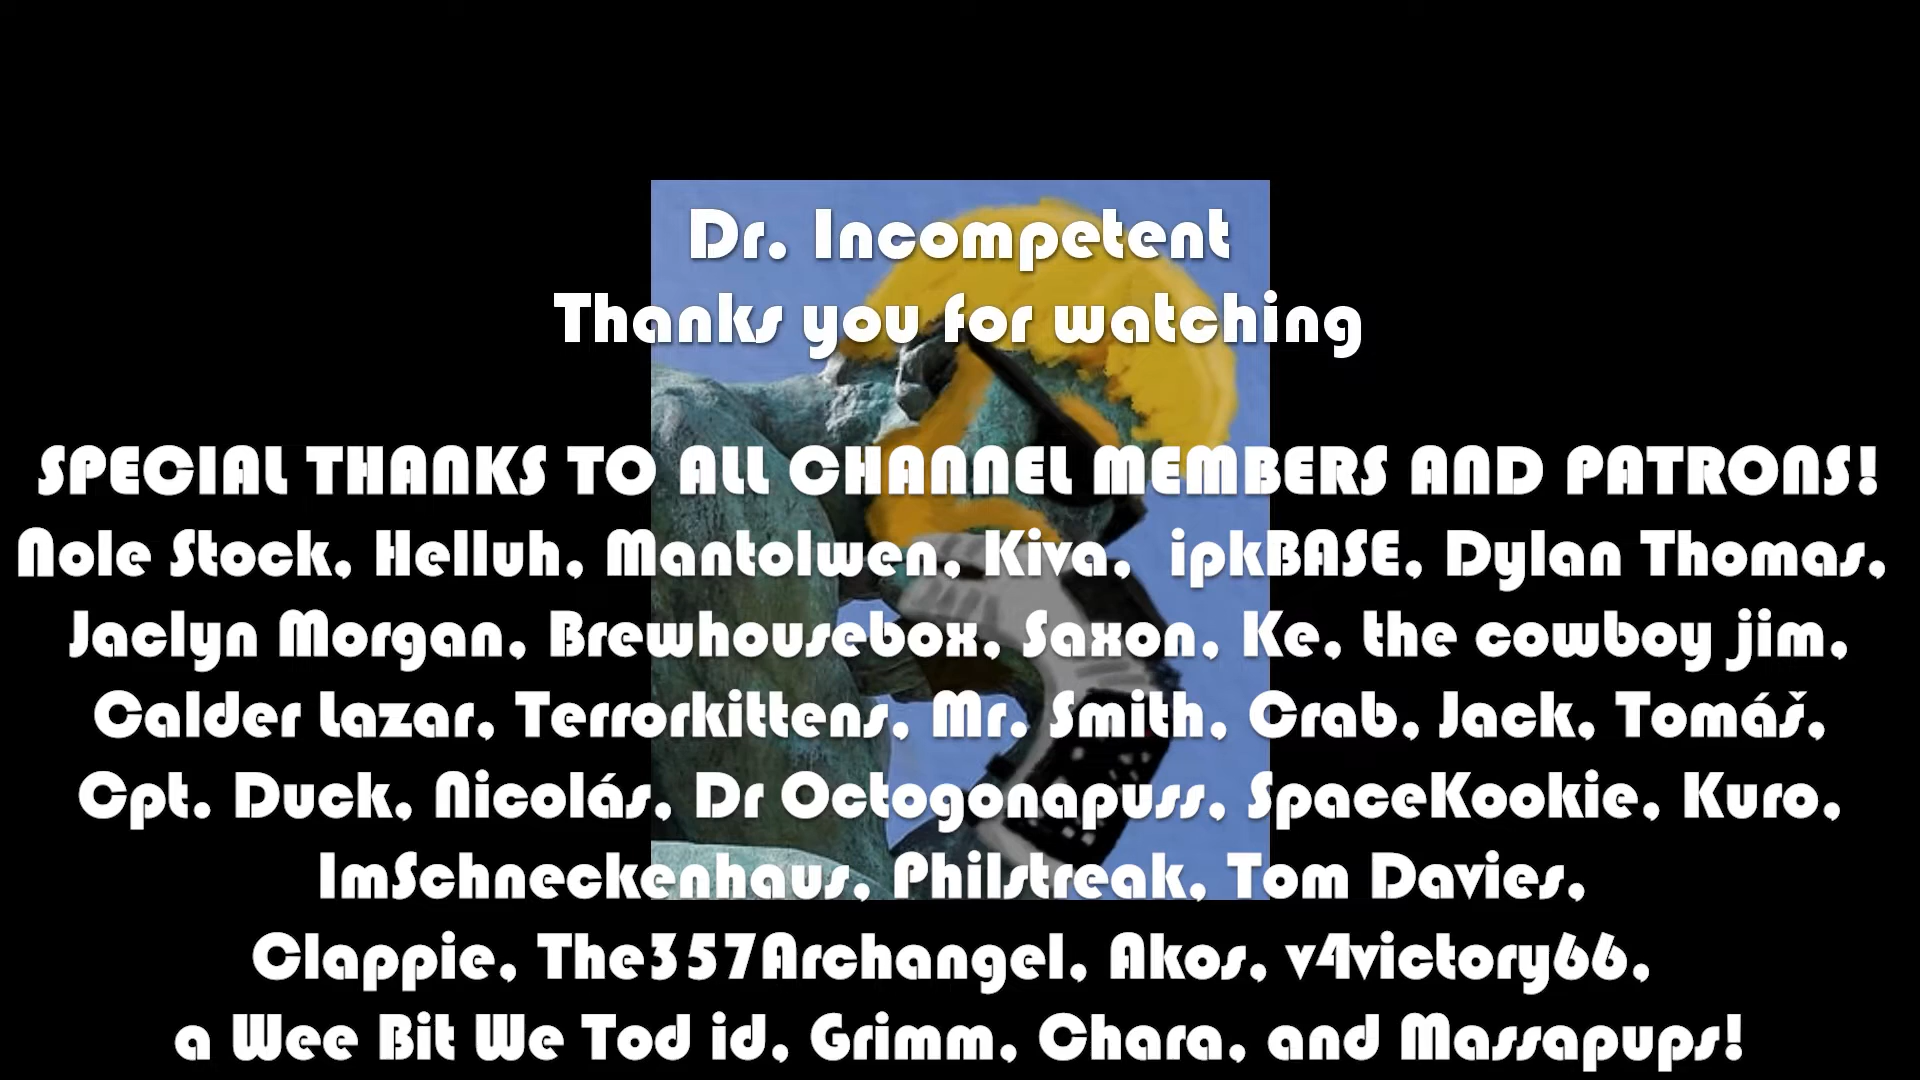 Dr. Incompetent
Thanks you for watching
SPECIAL THANKS TO ALL CHANNEL MEMBERS AND PATRONS!
Nole Stock, Helluh, Mantolwen, Kiva, ipkBASE, Dylan Thomas,
Jaclyn Morgan, Brewhousebox, Saxon, Ke, the cowboy jim,
Calder Lazar, Terrorkittens, Mr. Smith, Crab, Jack, Tomáš,
Cpt. Duck, Nicolás, Dr Octogonapuss, SpaceKookie, Kuro,
ImSchneckenhaus, Philstreak, Tom Davies,
Clappie, The357Archangel, Akos, v4victory66,
a Wee Bit We Tod id, Grimm, Chara, and Massapups!